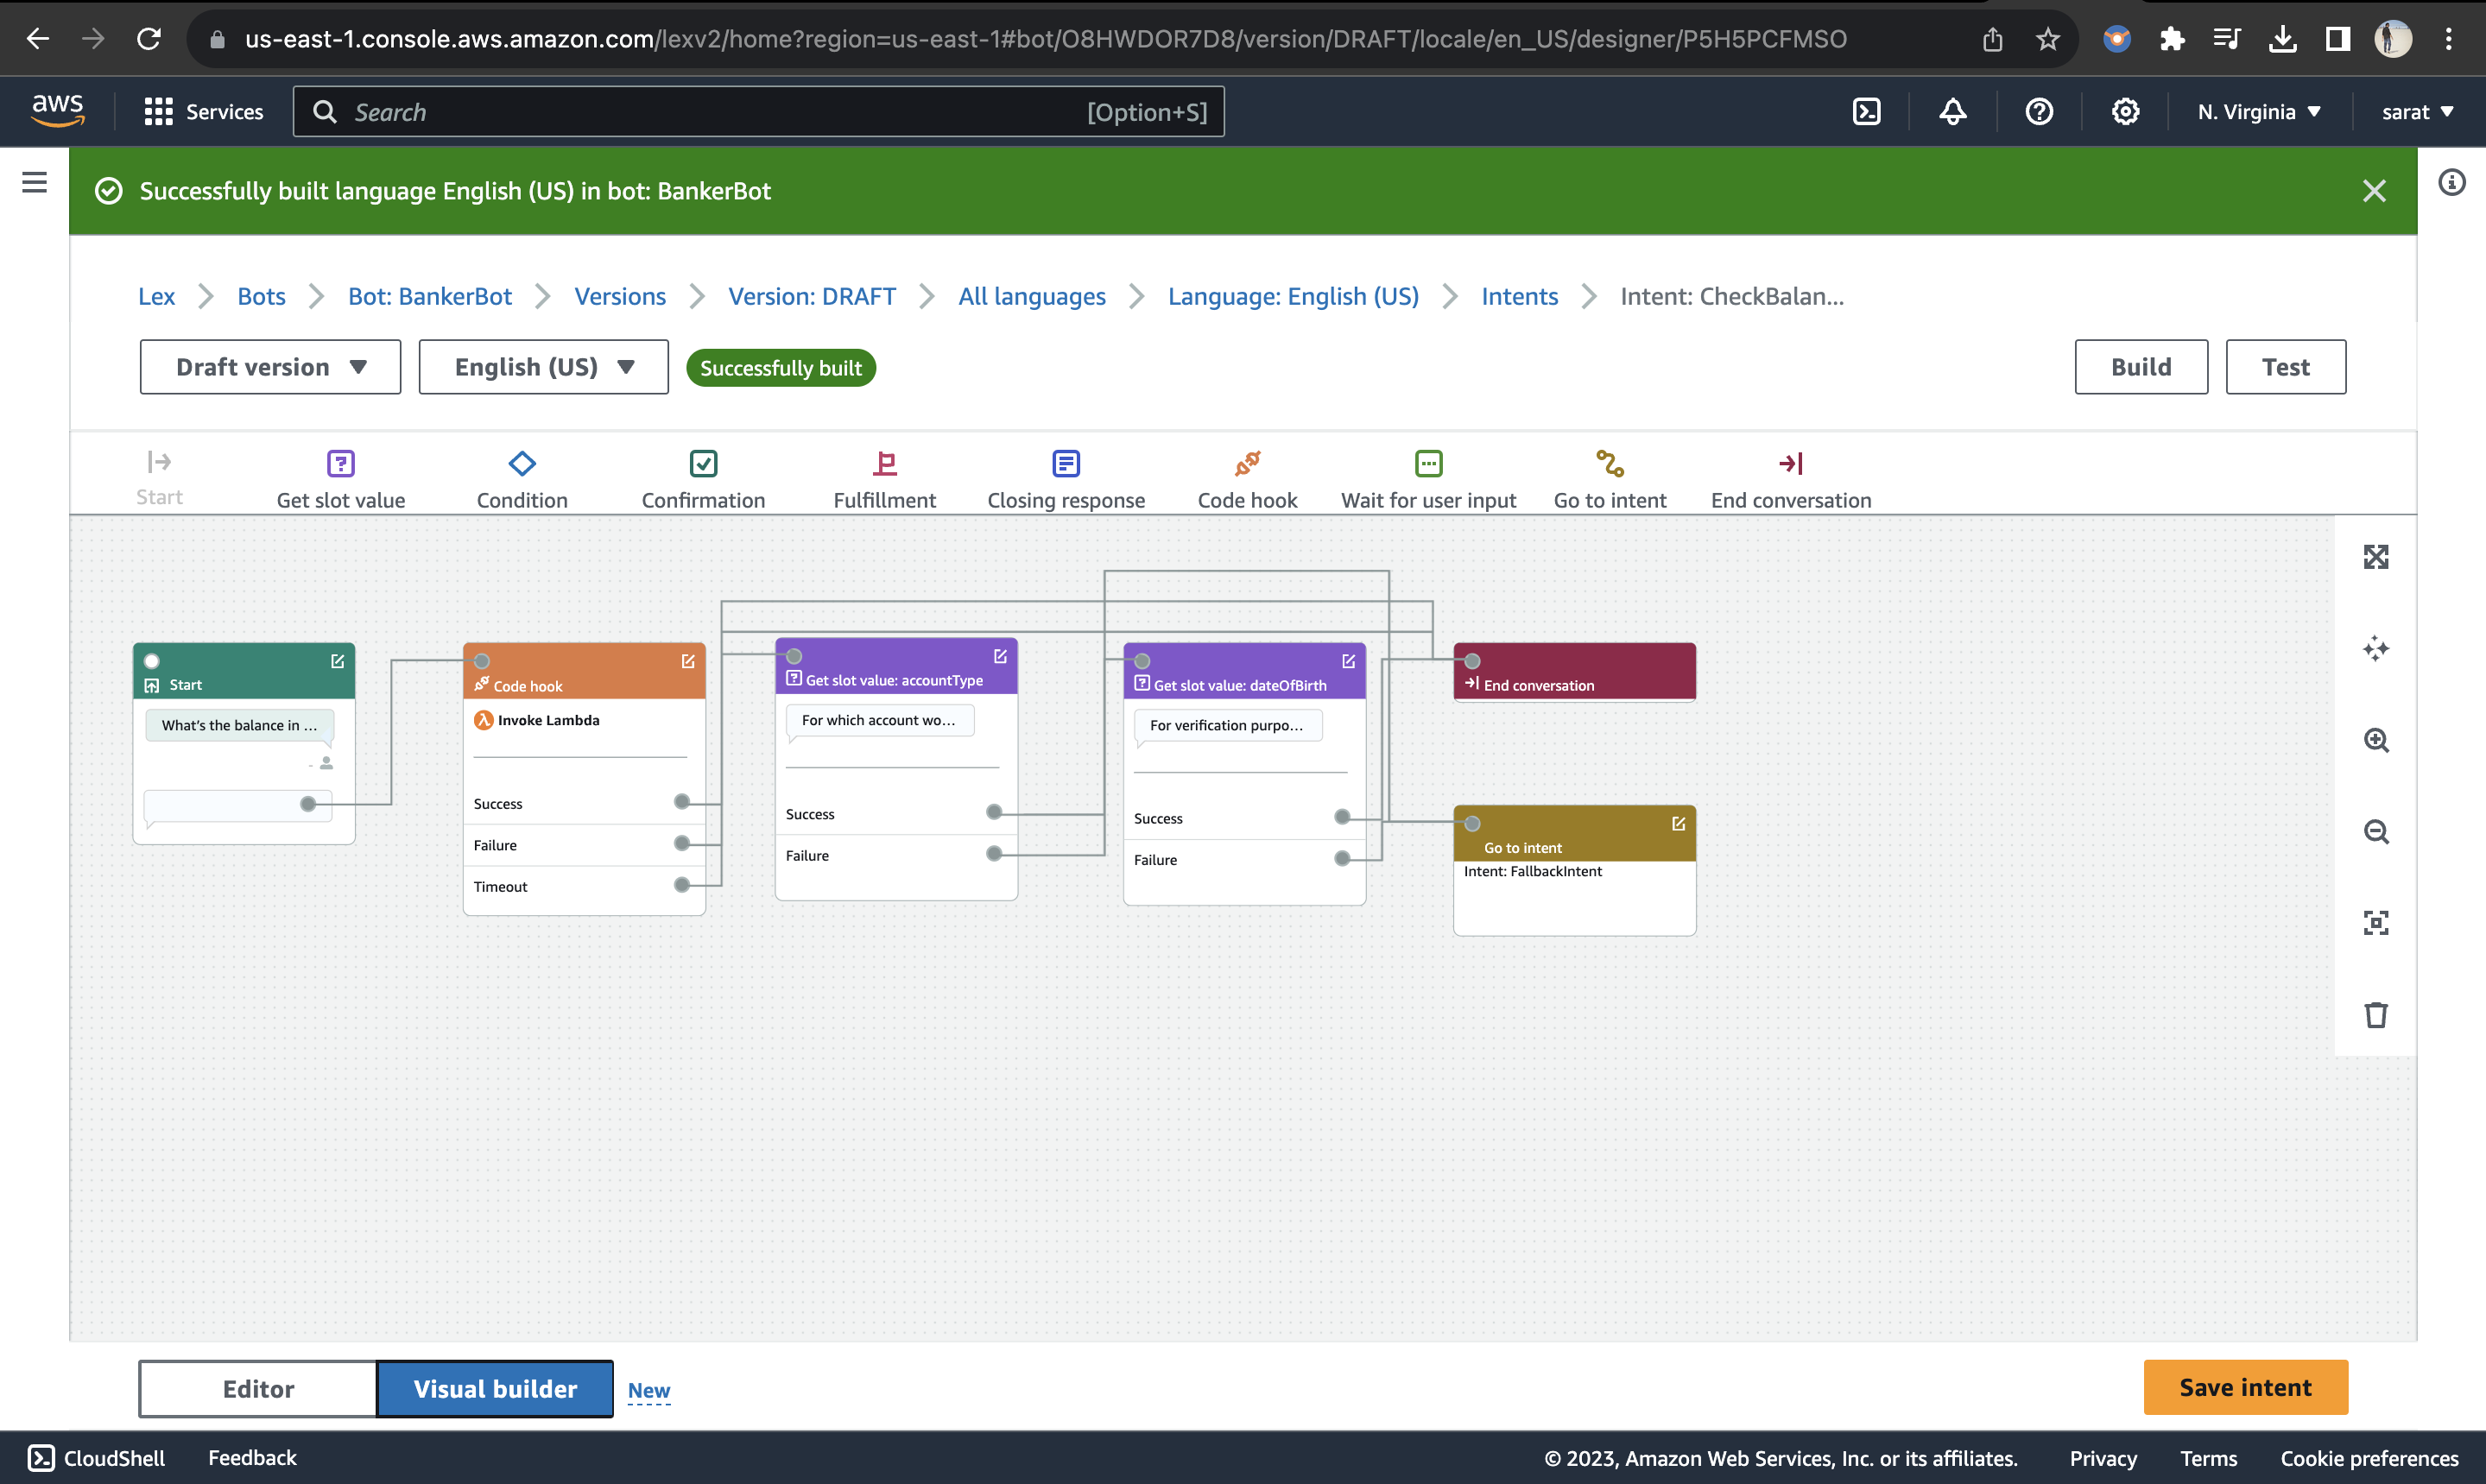 us-east-1.console.aws.amazon.com/lexv2/home?region=us-east-1#bot/O8HWDOR7D8/version/DRAFT/locale/en_US/designer/P5H5PCFMSO
aws Services Search [Option+S] N. Virginia ▼ sarat ▼
Successfully built language English (US) in bot: BankerBot
Lex > Bots > Bot: BankerBot > Versions > Version: DRAFT > All languages > Language: English (US) > Intents > Intent: CheckBalan...
Draft version ▼ English (US) ▼ Successfully built Build Test
Start Get slot value Condition Confirmation Fulfillment Closing response Code hook Wait for user input Go to intent End conversation
Start
What's the balance in ...
-
Code hook
Invoke Lambda
Success
Failure
Timeout
Get slot value: accountType
For which account wo...
Success
Failure
Get slot value: dateOfBirth
For verification purpo...
Success
Failure
End conversation
Go to intent
Intent: FallbackIntent
Editor Visual builder New Save intent
CloudShell Feedback © 2023, Amazon Web Services, Inc. or its affiliates. Privacy Terms Cookie preferences